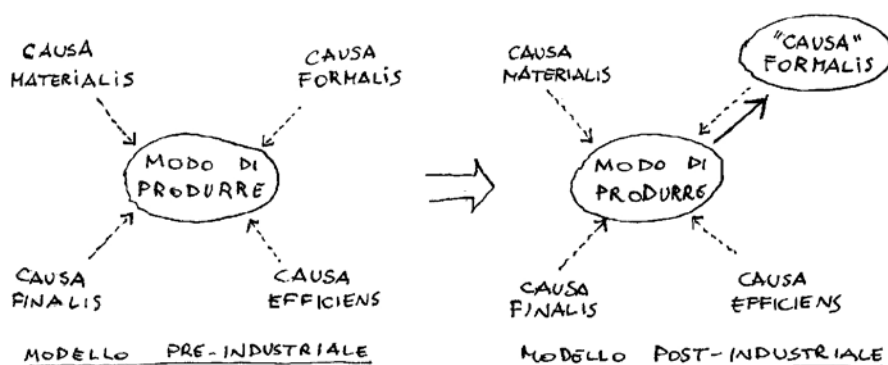 CAUSA
MATERIALIS
CAUSA
FORMALIS
MODO DI
PRODURRE
CAUSA
FINALIS
CAUSA
EFFICIENS
MODELLO PRE-INDUSTRIALE
CAUSA
MATERIALIS
"CAUSA"
FORMALIS
MODO DI
PRODURRE
CAUSA
FINALIS
CAUSA
EFFICIENS
MODELLO POST-INDUSTRIALE